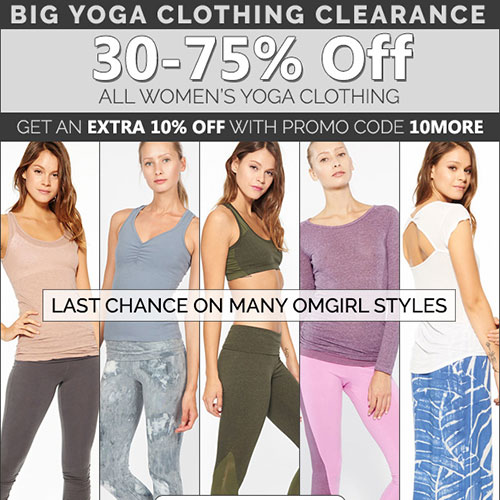 BIG YOGA CLOTHING CLEARANCE
30-75% Off
ALL WOMEN'S YOGA CLOTHING
GET AN EXTRA 10% OFF WITH PROMO CODE 10MORE
LAST CHANCE ON MANY OMGIRL STYLES